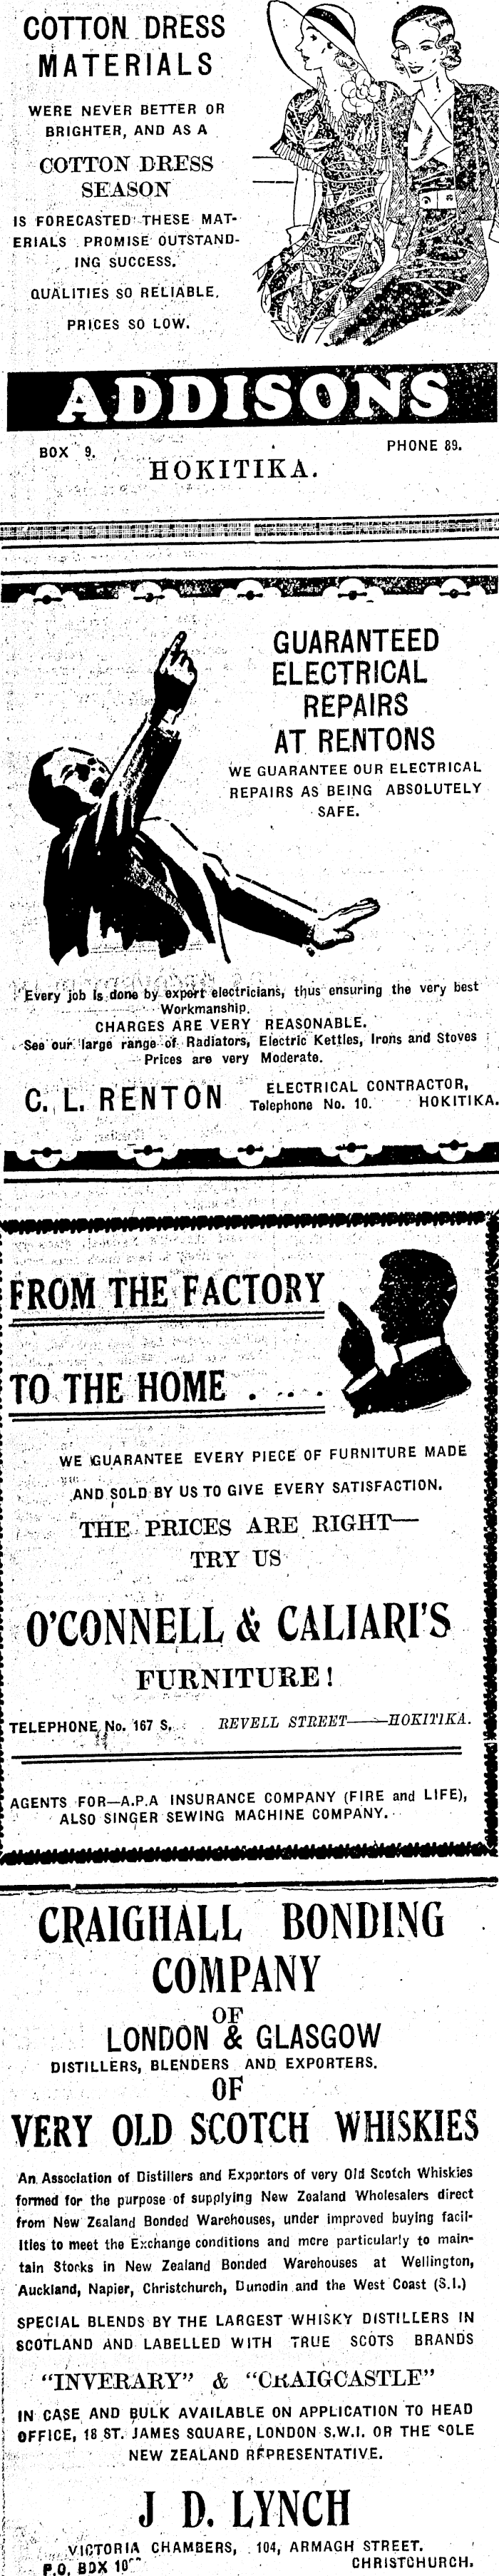 COTTON DRESS
MATERIALS
WERE NEVER BETTER OR
BRIGHTER, AND AS A
COTTON DRESS
SEASON
IS FORECASTED THESE MAT-
ERIALS PROMISE OUTSTAND-
ING SUCCESS.
QUALITIES SO RELIABLE.
PRICES SO LOW.
ADDISONS
BOX 9. PHONE 89.
HOKITIKA.
GUARANTEED
ELECTRICAL
REPAIRS
AT RENTONS
WE GUARANTEE OUR ELECTRICAL
REPAIRS AS BEING ABSOLUTELY
SAFE.
Every job is done by expert electricians, thus ensuring the very best
Workmanship.
CHARGES ARE VERY REASONABLE.
See our large range of Radiators, Electric Kettles, Irons and Stoves
Prices are very Moderate.
C. L. RENTON ELECTRICAL CONTRACTOR,
Telephone No. 10. HOKITIKA.
FROM THE FACTORY
TO THE HOME . . . .
WE GUARANTEE EVERY PIECE OF FURNITURE MADE
AND SOLD BY US TO GIVE EVERY SATISFACTION.
THE PRICES ARE RIGHT—
TRY US
O'CONNELL & CALIARI'S
FURNITURE!
TELEPHONE No. 167 S. REVELL STREET——HOKITIKA.
AGENTS FOR—A.P.A INSURANCE COMPANY (FIRE and LIFE),
ALSO SINGER SEWING MACHINE COMPANY.
CRAIGHALL BONDING
COMPANY
OF
LONDON & GLASGOW
DISTILLERS, BLENDERS AND EXPORTERS.
OF
VERY OLD SCOTCH WHISKIES
An Association of Distillers and Exporters of very Old Scotch Whiskies
formed for the purpose of supplying New Zealand Wholesalers direct
from New Zealand Bonded Warehouses, under improved buying facil-
ities to meet the Exchange conditions and more particularly to main-
tain Stocks in New Zealand Bonded Warehouses at Wellington,
Auckland, Napier, Christchurch, Dunedin and the West Coast (S.I.)
SPECIAL BLENDS BY THE LARGEST WHISKY DISTILLERS IN
SCOTLAND AND LABELLED WITH TRUE SCOTS BRANDS
"INVERARY" & "CRAIGCASTLE"
IN CASE AND BULK AVAILABLE ON APPLICATION TO HEAD
OFFICE, 18 ST. JAMES SQUARE, LONDON S.W.I. OR THE SOLE
NEW ZEALAND REPRESENTATIVE.
J D. LYNCH
VICTORIA CHAMBERS, 104, ARMAGH STREET.
P.O. BOX CHRISTCHURCH.